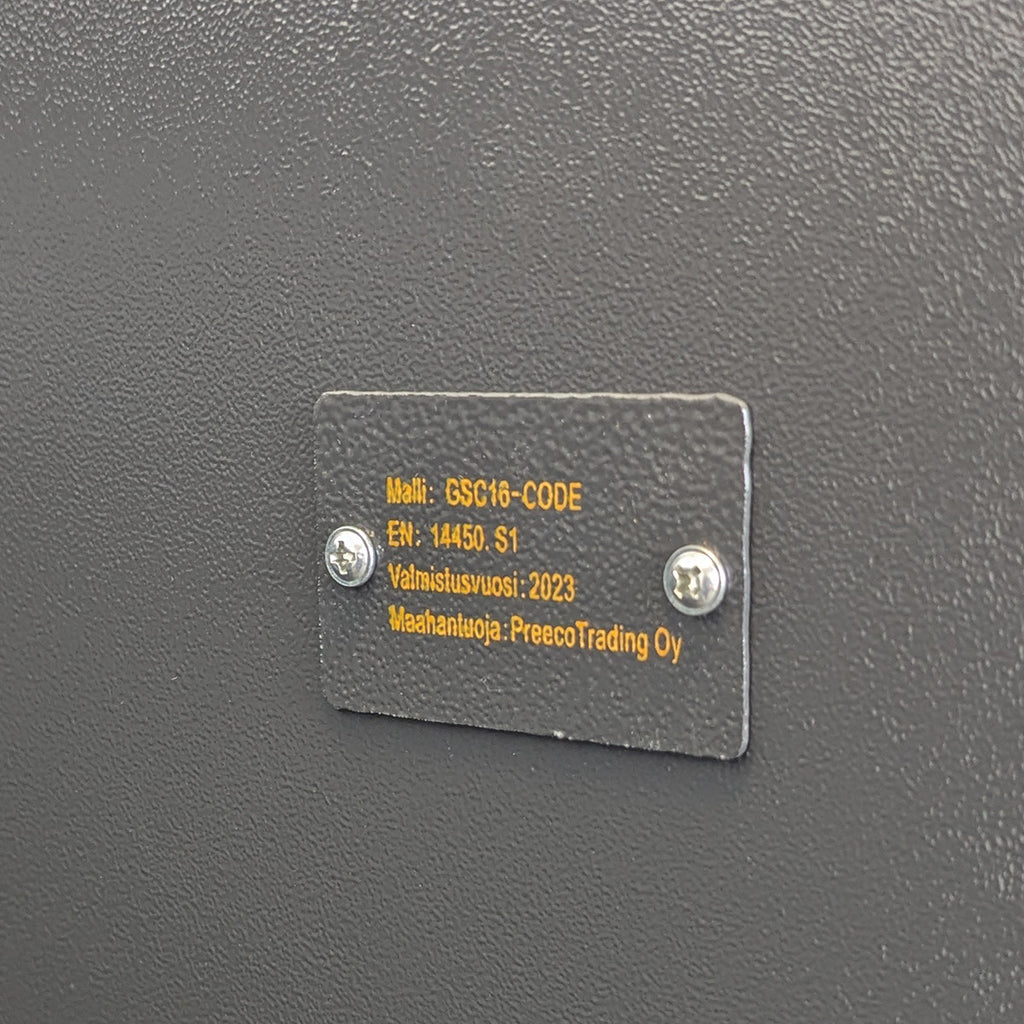 Malli: GSC16-CODE
EN: 14450. S1
Valmistusvuosi: 2023
Maahantuoja: PreecoTrading Oy